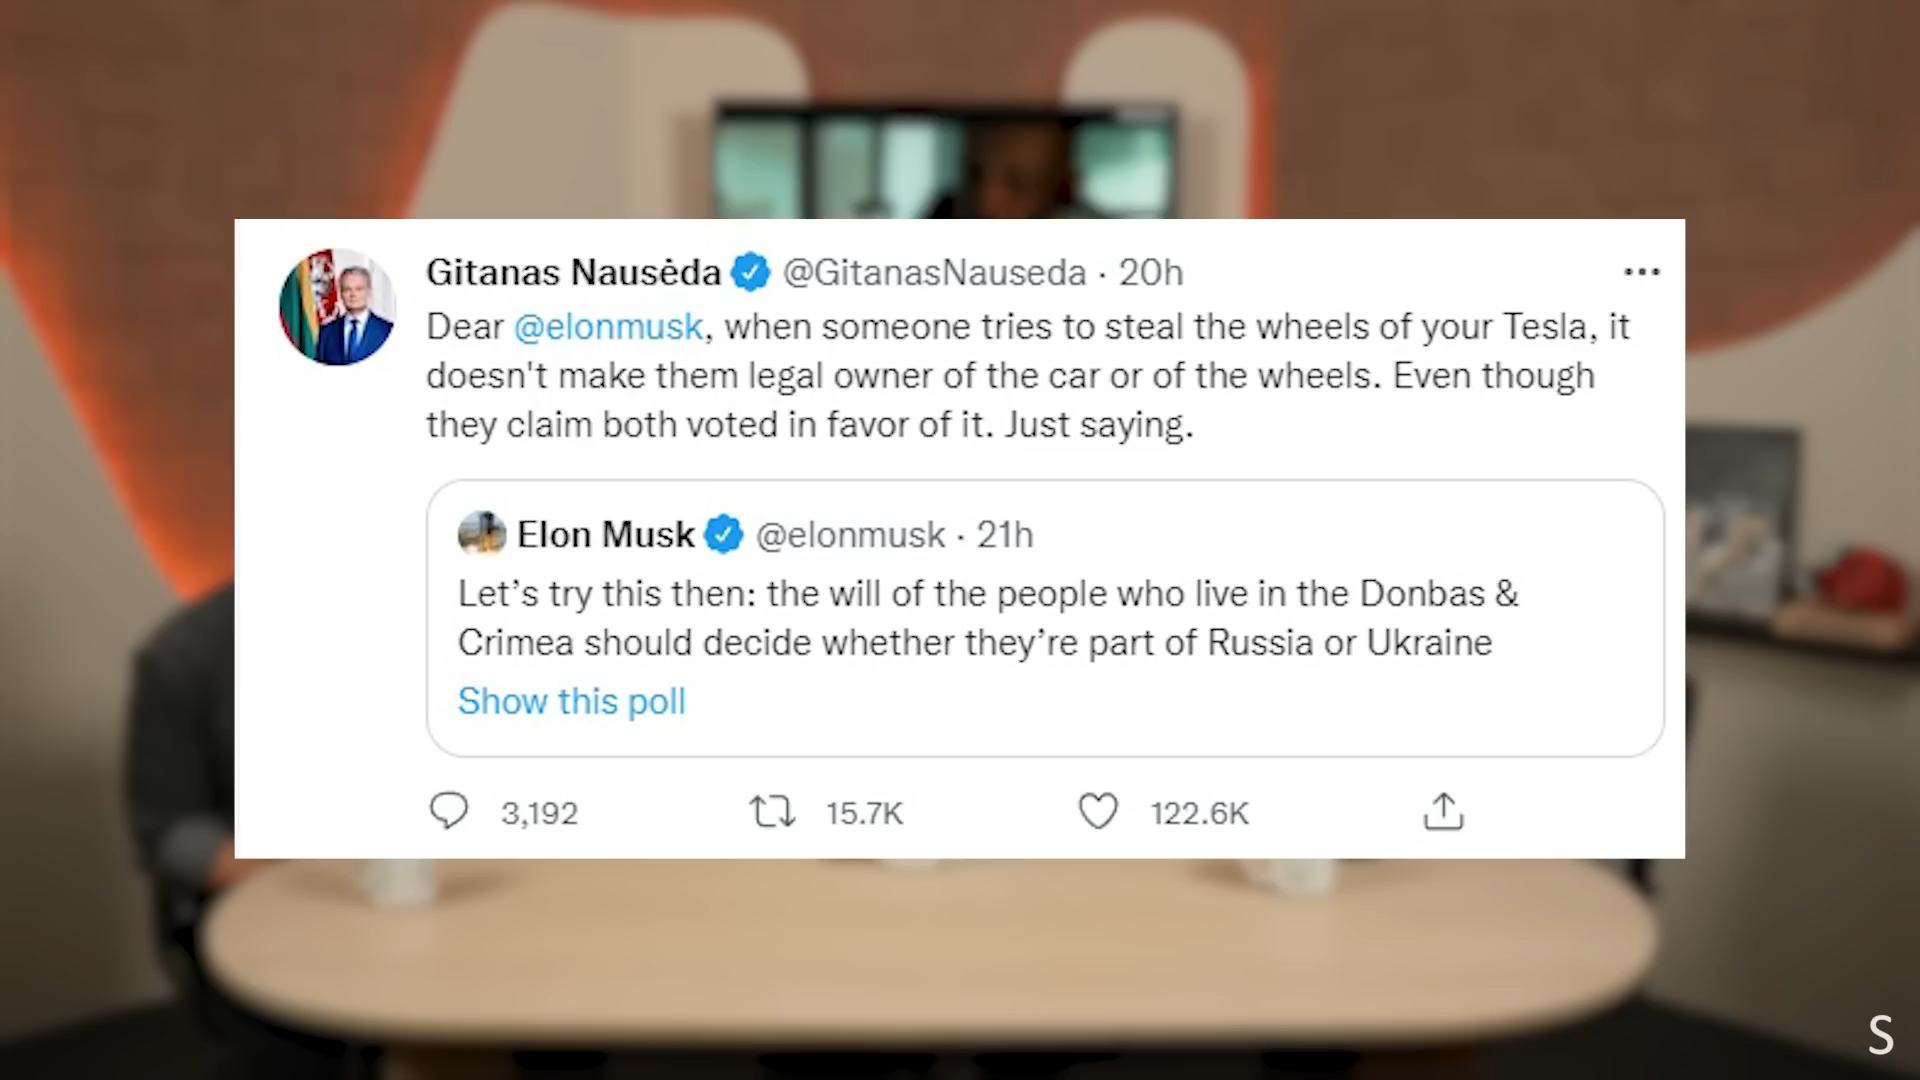 Gitanas Nausėda @GitanasNauseda · 20h
Dear @elonmusk, when someone tries to steal the wheels of your Tesla, it
doesn't make them legal owner of the car or of the wheels. Even though
they claim both voted in favor of it. Just saying.
Elon Musk @elonmusk · 21h
Let’s try this then: the will of the people who live in the Donbas &
Crimea should decide whether they’re part of Russia or Ukraine
Show this poll
3,192 15.7K 122.6K
S